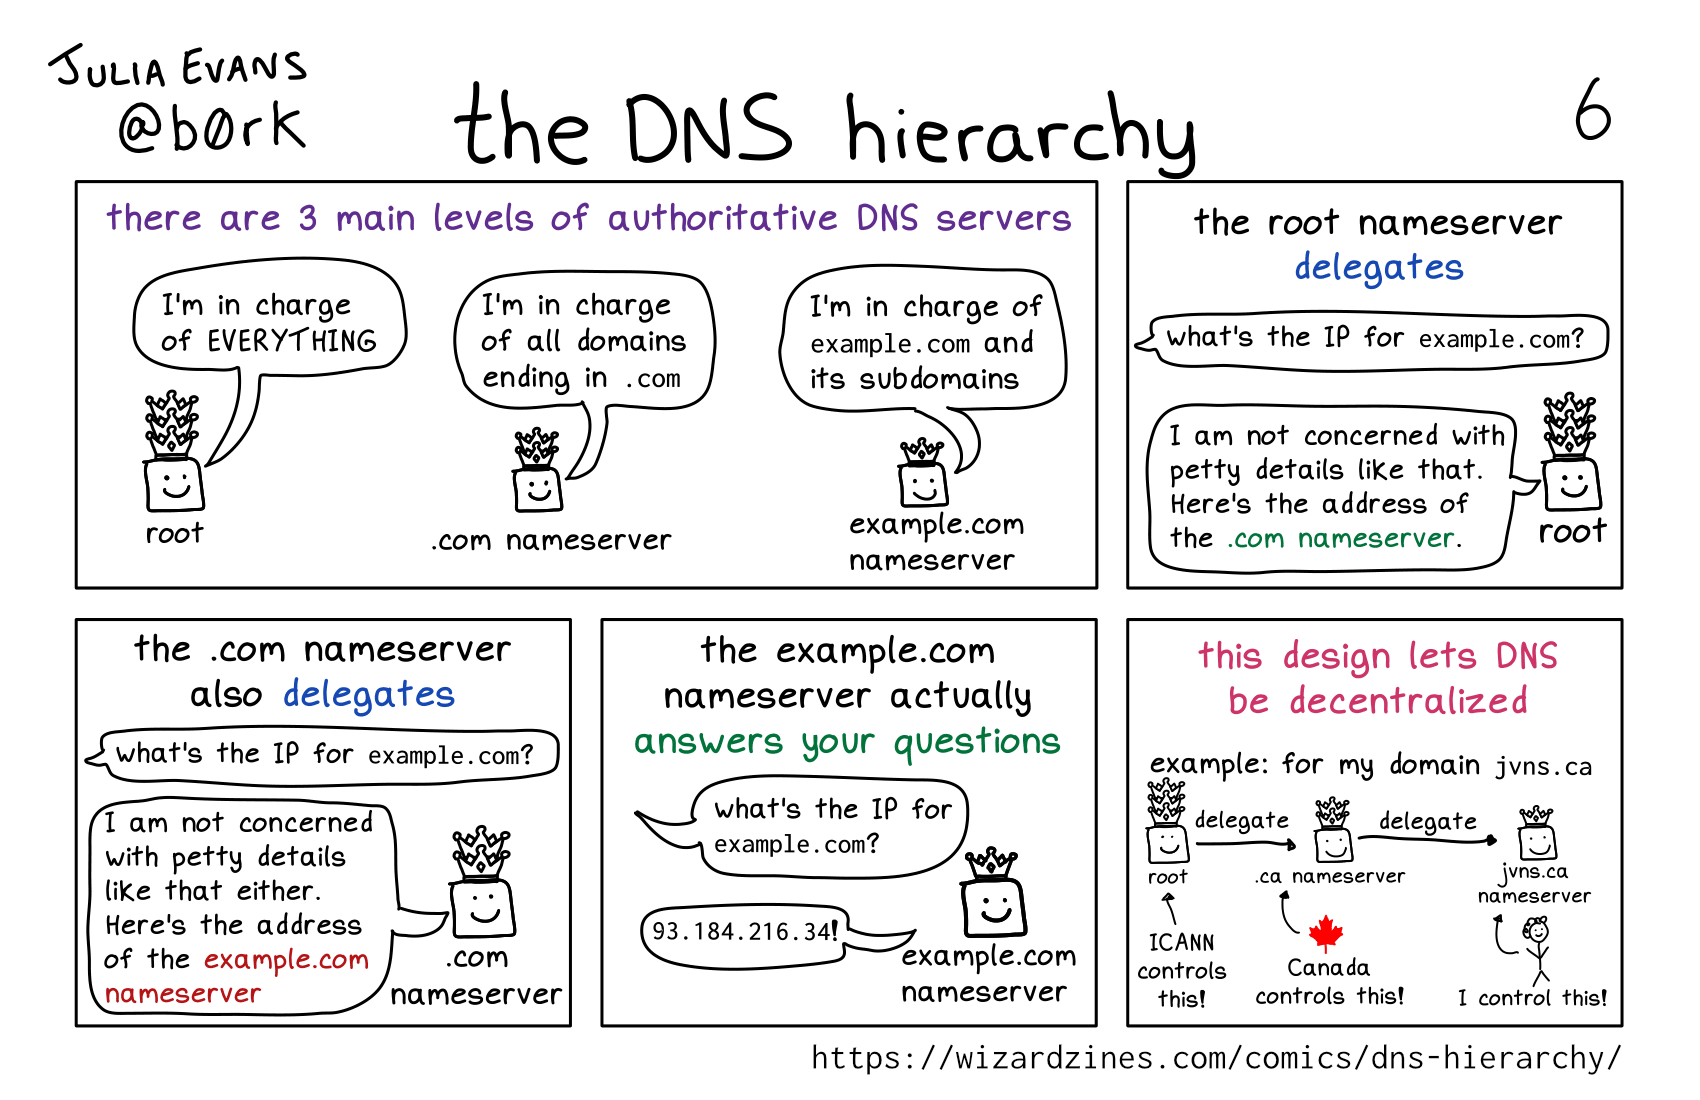 JULIA EVANS
@b0rk
the DNS hierarchy
6
there are 3 main levels of authoritative DNS servers
I'm in charge
of EVERYTHING
root
I'm in charge
of all domains
ending in .com
.com nameserver
I'm in charge of
example.com and
its subdomains
example.com
nameserver
the root nameserver
delegates
what's the IP for example.com?
I am not concerned with
petty details like that.
Here's the address of
the .com nameserver.
root
the .com nameserver
also delegates
what's the IP for example.com?
I am not concerned
with petty details
like that either.
Here's the address
of the example.com
nameserver
.com
nameserver
the example.com
nameserver actually
answers your questions
what's the IP for
example.com?
93.184.216.34!
example.com
nameserver
this design lets DNS
be decentralized
example: for my domain jvns.ca
delegate
delegate
root
.ca nameserver
jvns.ca
nameserver
ICANN
controls
this!
Canada
controls this!
I control this!
https://wizardzines.com/comics/dns-hierarchy/